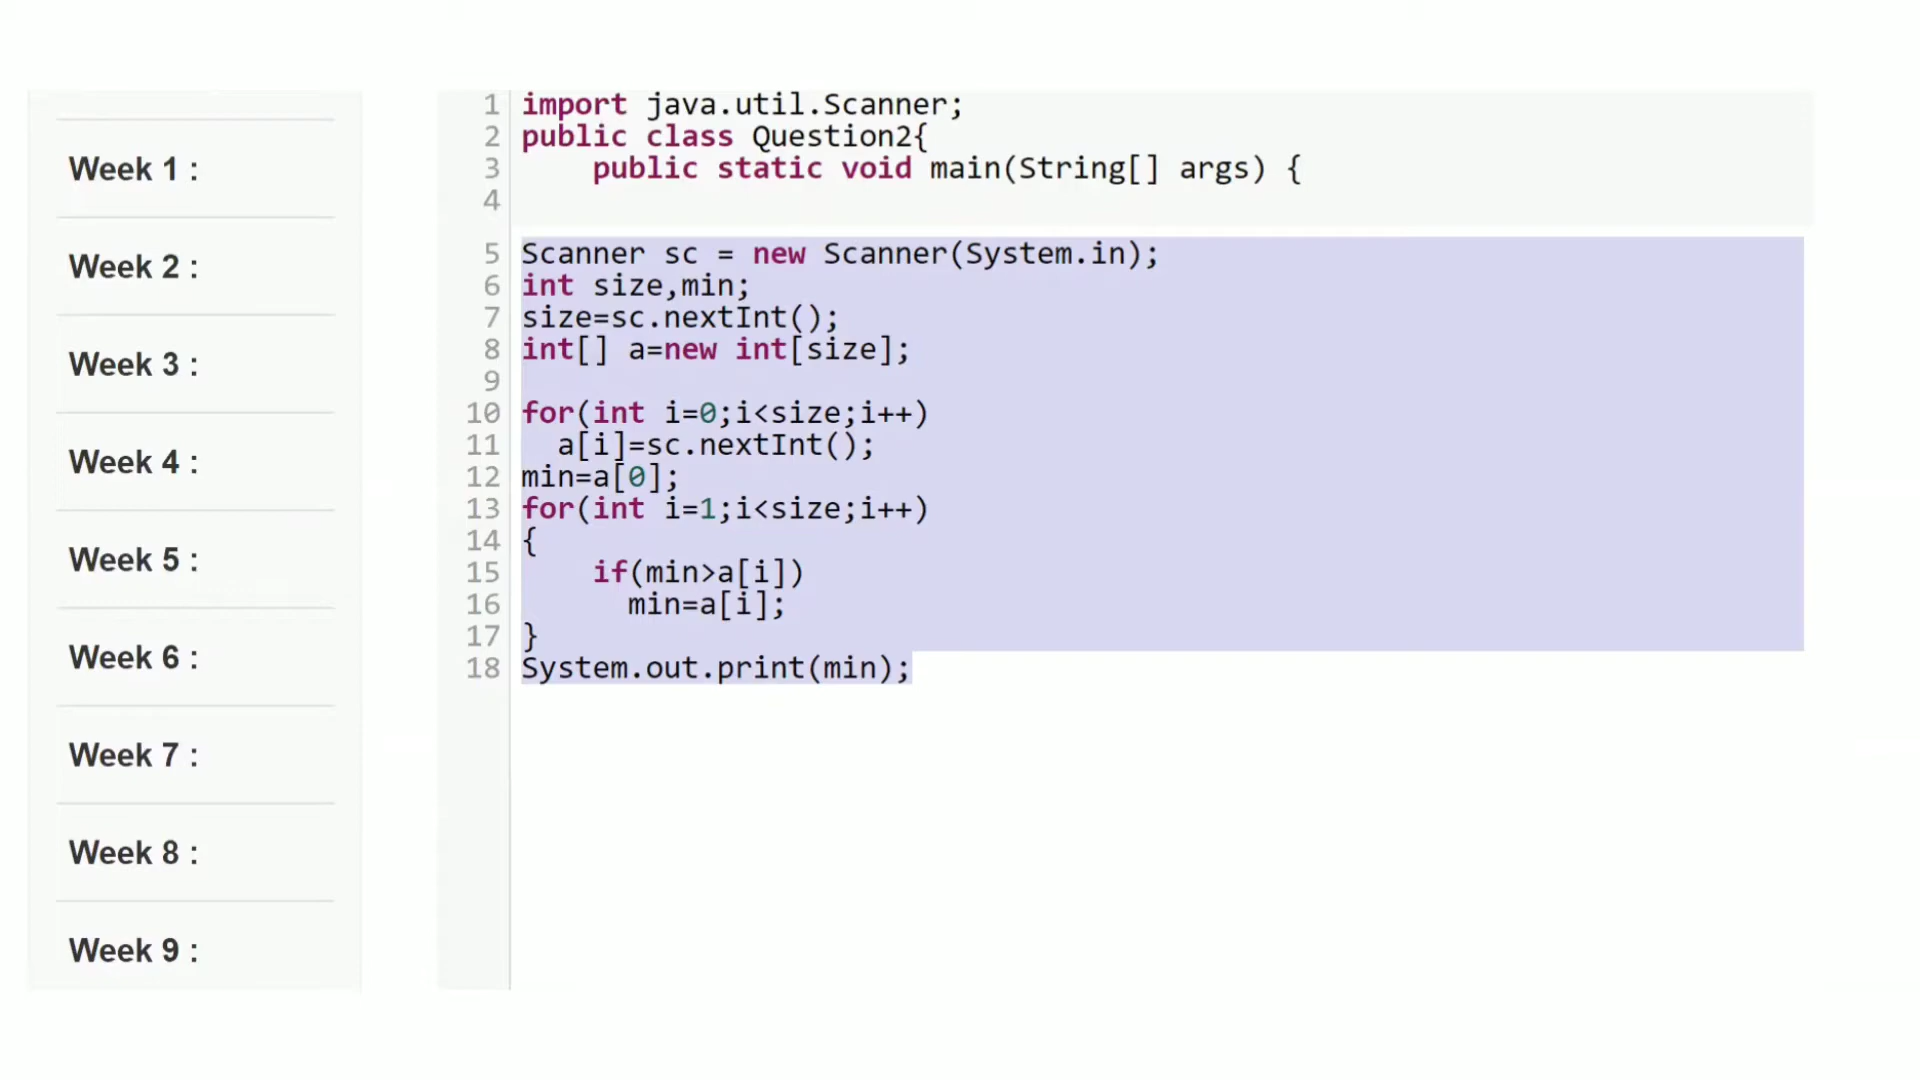 Week 1 :
Week 2 :
Week 3 :
Week 4 :
Week 5 :
Week 6 :
Week 7 :
Week 8 :
Week 9 :
1 import java.util.Scanner;
2 public class Question2{
3     public static void main(String[] args) {
4
5 Scanner sc = new Scanner(System.in);
6 int size,min;
7 size=sc.nextInt();
8 int[] a=new int[size];
9
10 for(int i=0;i<size;i++)
11   a[i]=sc.nextInt();
12 min=a[0];
13 for(int i=1;i<size;i++)
14 {
15     if(min>a[i])
16       min=a[i];
17 }
18 System.out.print(min);